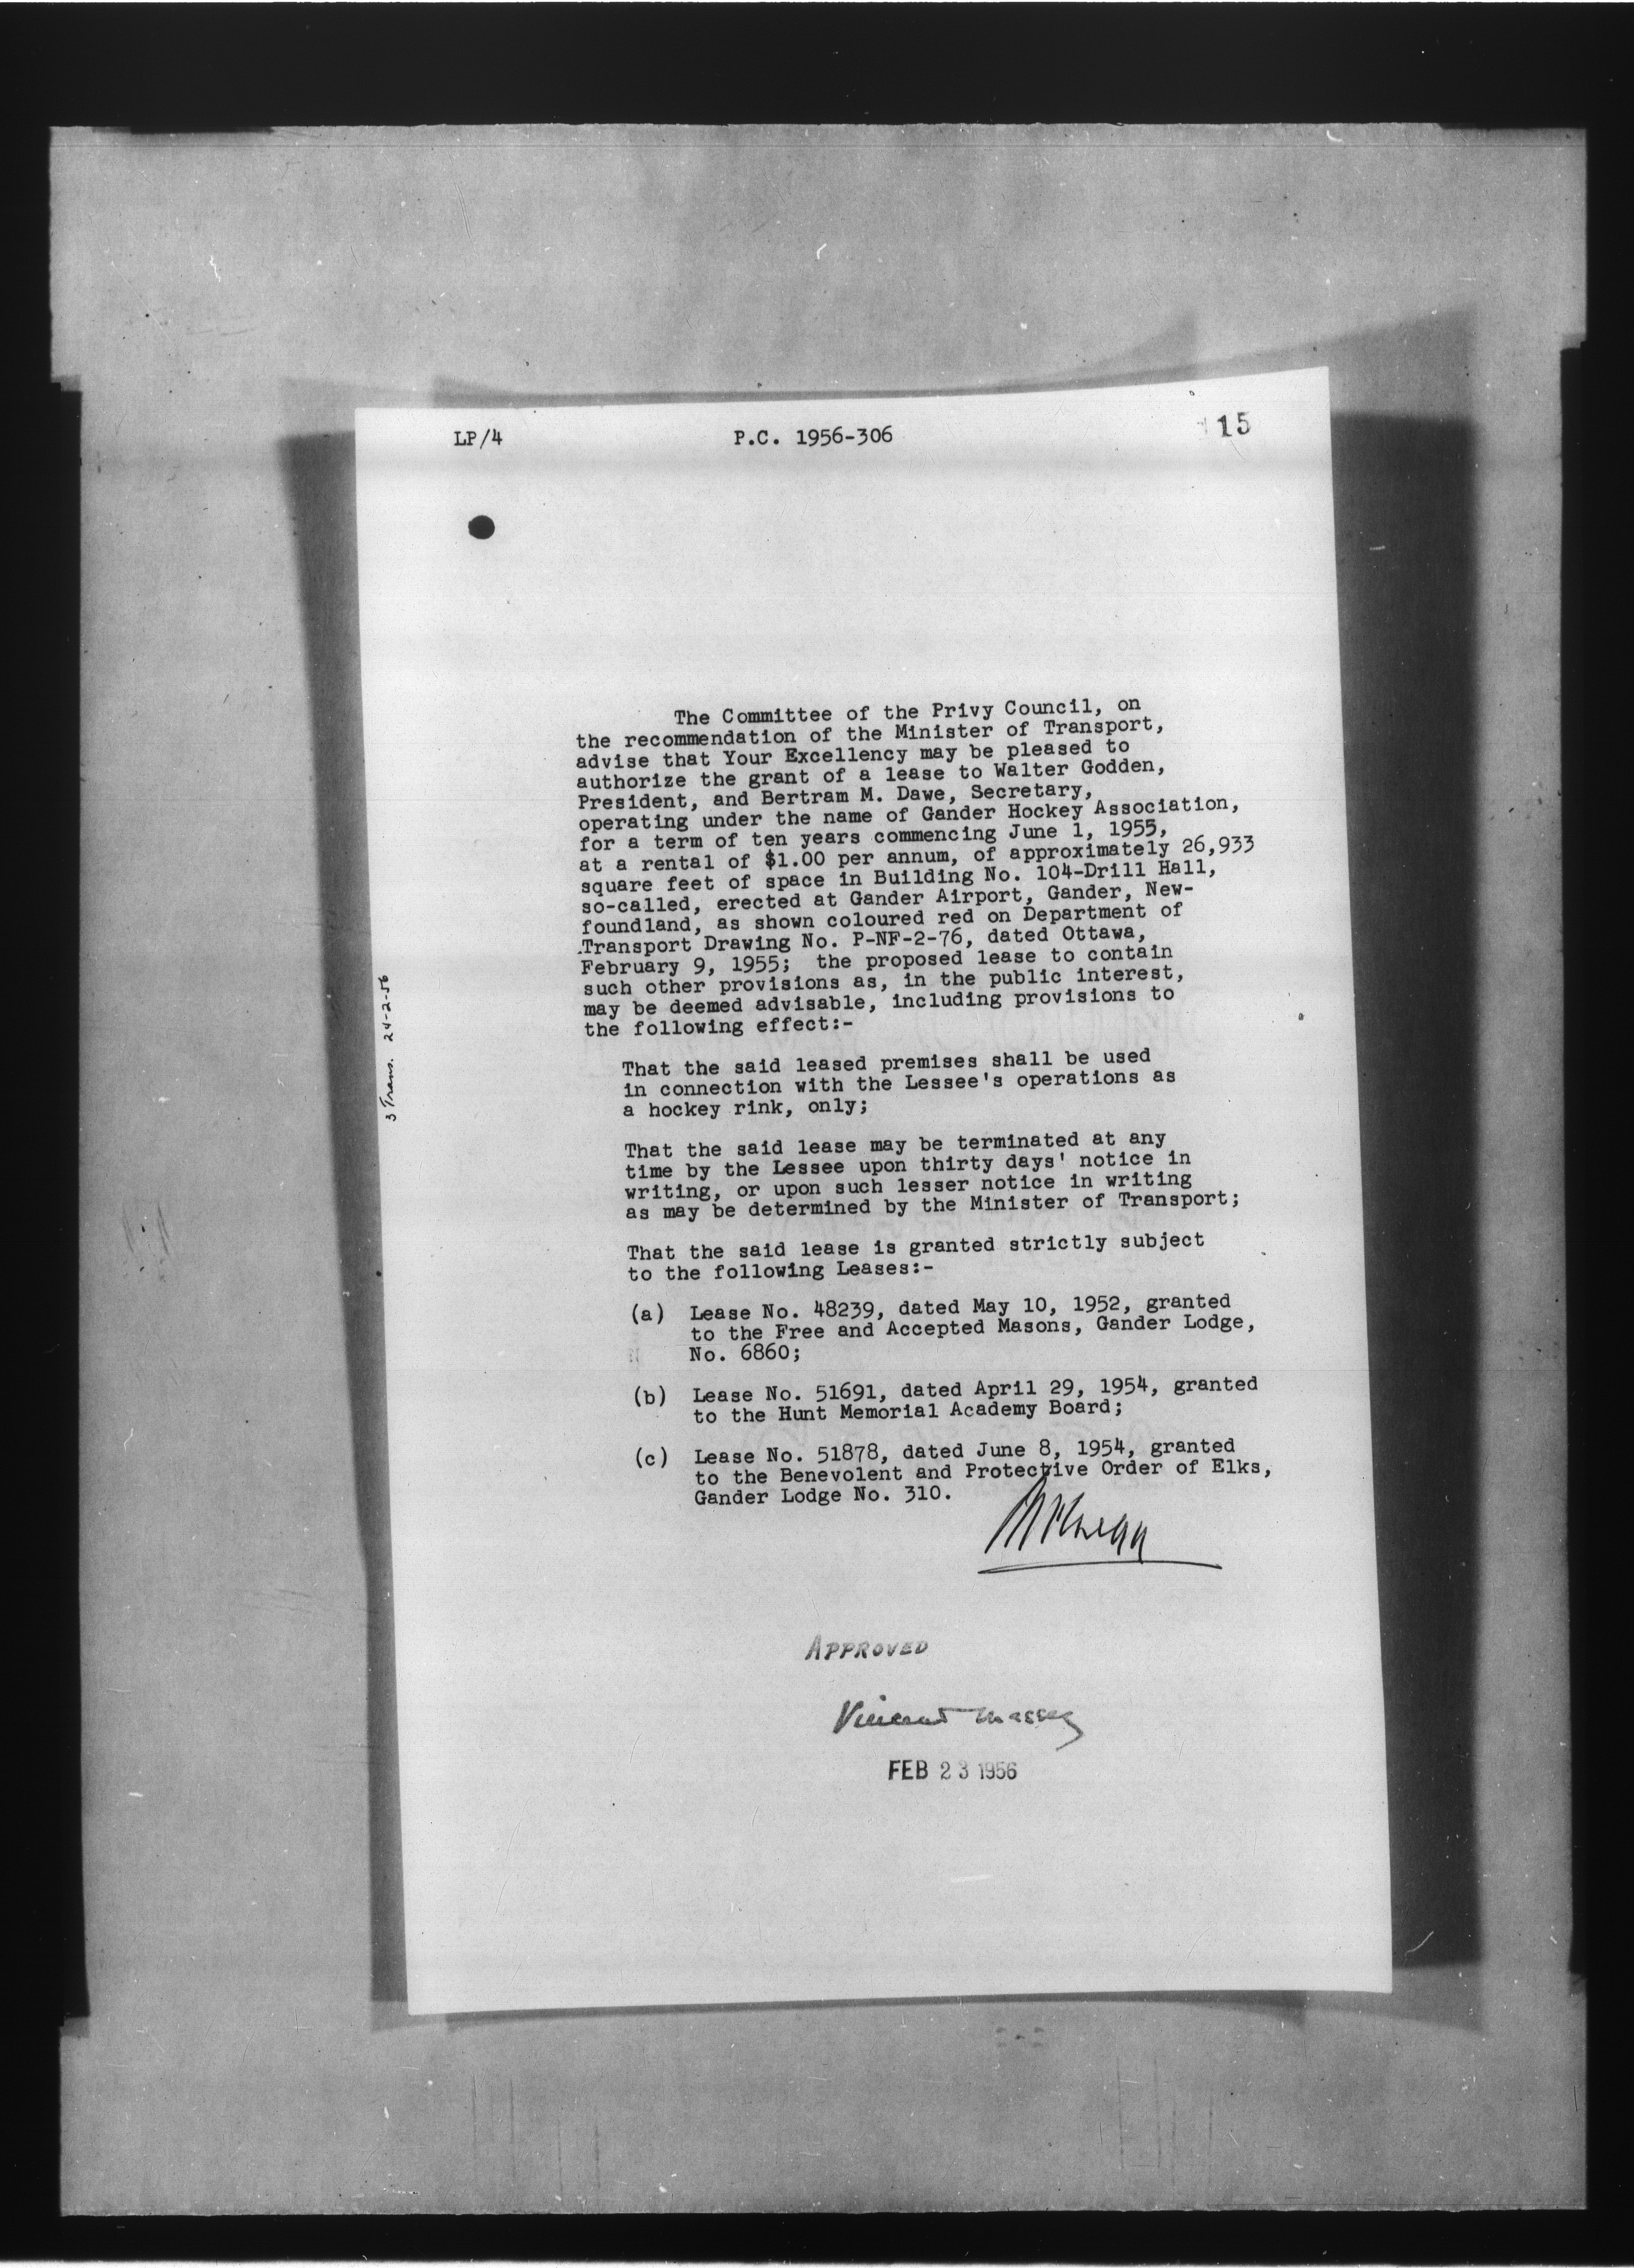 LP/4 P.C. 1956-306 15
The Committee of the Privy Council, on
the recommendation of the Minister of Transport,
advise that Your Excellency may be pleased to
authorize the grant of a lease to Walter Godden,
President, and Bertram M. Dawe, Secretary,
operating under the name of Gander Hockey Association,
for a term of ten years commencing June 1, 1955,
at a rental of $1.00 per annum, of approximately 26,933
square feet of space in Building No. 104-Drill Hall,
so-called, erected at Gander Airport, Gander, New-
foundland, as shown coloured red on Department of
Transport Drawing No. P-NF-2-76, dated Ottawa,
February 9, 1955; the proposed lease to contain
such other provisions as, in the public interest,
may be deemed advisable, including provisions to
the following effect:-
3 Trans. 24-2-56
That the said leased premises shall be used
in connection with the Lessee's operations as
a hockey rink, only;
That the said lease may be terminated at any
time by the Lessee upon thirty days' notice in
writing, or upon such lesser notice in writing
as may be determined by the Minister of Transport;
That the said lease is granted strictly subject
to the following Leases:-
(a) Lease No. 48239, dated May 10, 1952, granted
to the Free and Accepted Masons, Gander Lodge,
No. 6860;
(b) Lease No. 51691, dated April 29, 1954, granted
to the Hunt Memorial Academy Board;
(c) Lease No. 51878, dated June 8, 1954, granted
to the Benevolent and Protective Order of Elks,
Gander Lodge No. 310.
APPROVED
Vincent Massey
FEB 23 1956